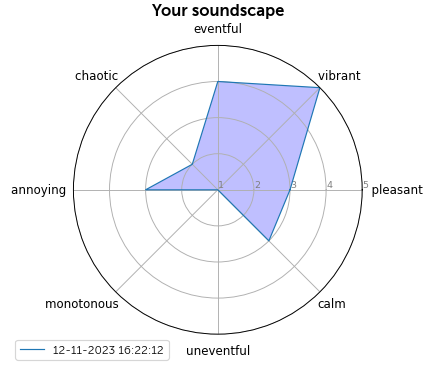 Your soundscape
eventful
chaotic
vibrant
annoying
1 2 3 4 5
pleasant
monotonous
calm
uneventful
12-11-2023 16:22:12